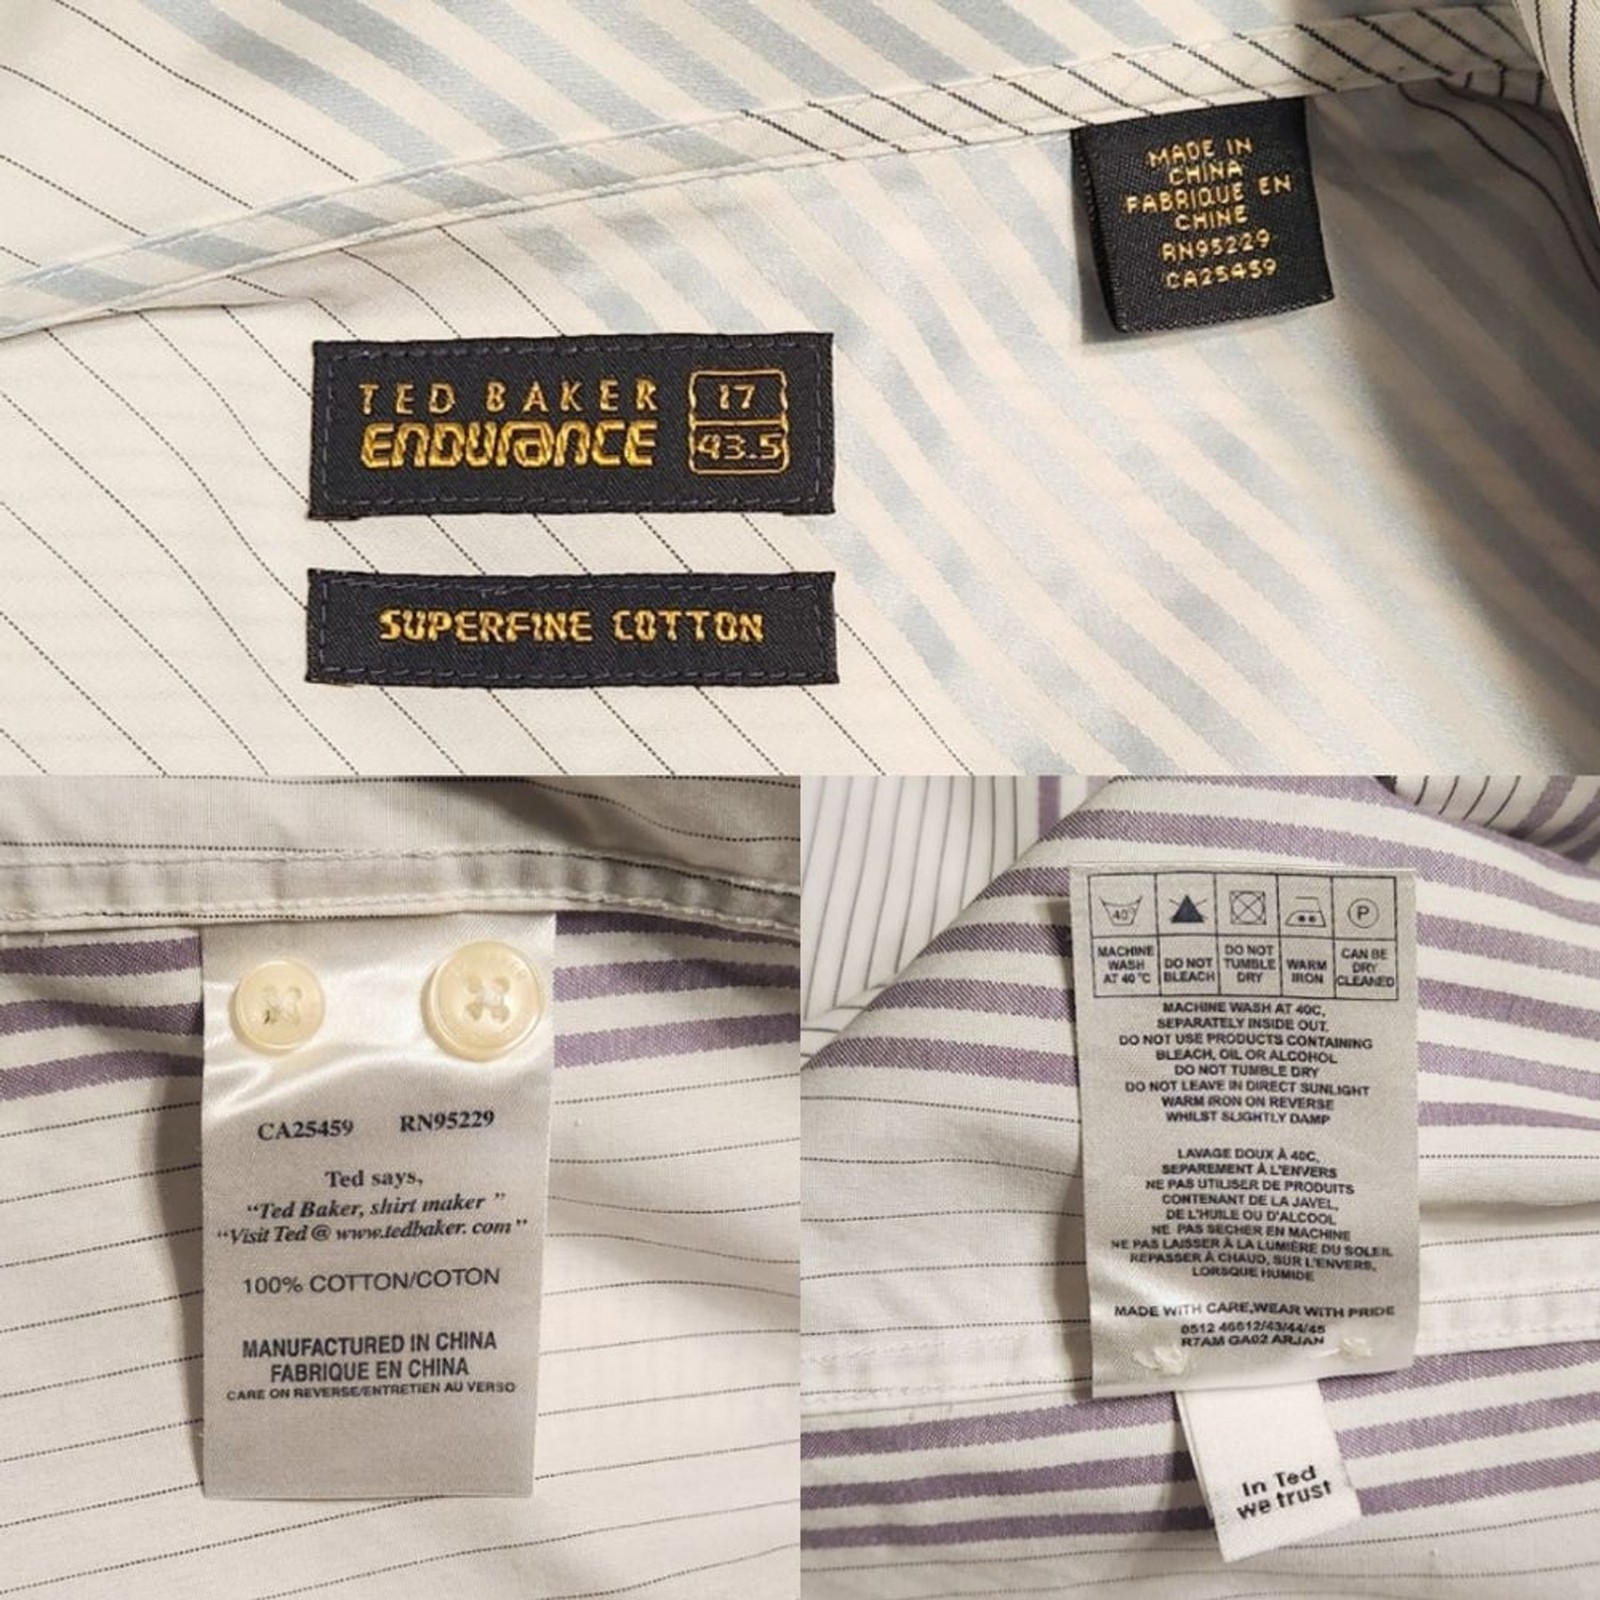 MADE IN
CHINA
FABRIQUE EN
CHINE
RN95229
CA25459
TED BAKER
ENDURANCE
17
43.5
SUPERFINE COTTON
CA25459 RN95229
Ted says,
"Ted Baker, shirt maker "
"Visit Ted @ www.tedbaker. com"
100% COTTON/COTON
MANUFACTURED IN CHINA
FABRIQUE EN CHINA
CARE ON REVERSE/ENTRETIEN AU VERSO
40° P
MACHINE WASH AT 40°C
DO NOT BLEACH
DO NOT TUMBLE DRY
WARM IRON
CAN BE DRY CLEANED
MACHINE WASH AT 40C,
SEPARATELY INSIDE OUT.
DO NOT USE PRODUCTS CONTAINING
BLEACH, OIL OR ALCOHOL
DO NOT TUMBLE DRY
DO NOT LEAVE IN DIRECT SUNLIGHT
WARM IRON ON REVERSE
WHILST SLIGHTLY DAMP
LAVAGE DOUX À 40C,
SEPAREMENT À L'ENVERS
NE PAS UTILISER DE PRODUITS
CONTENANT DE LA JAVEL,
DE L'HUILE OU D'ALCOOL
NE PAS SECHER EN MACHINE
NE PAS LAISSER À LA LUMIÈRE DU SOLEIL
REPASSER À CHAUD, SUR L'ENVERS,
LORSQUE HUMIDE
MADE WITH CARE,WEAR WITH PRIDE
0512 46612/43/44/45
R7AM GA02 ARJAN
In Ted
we trust